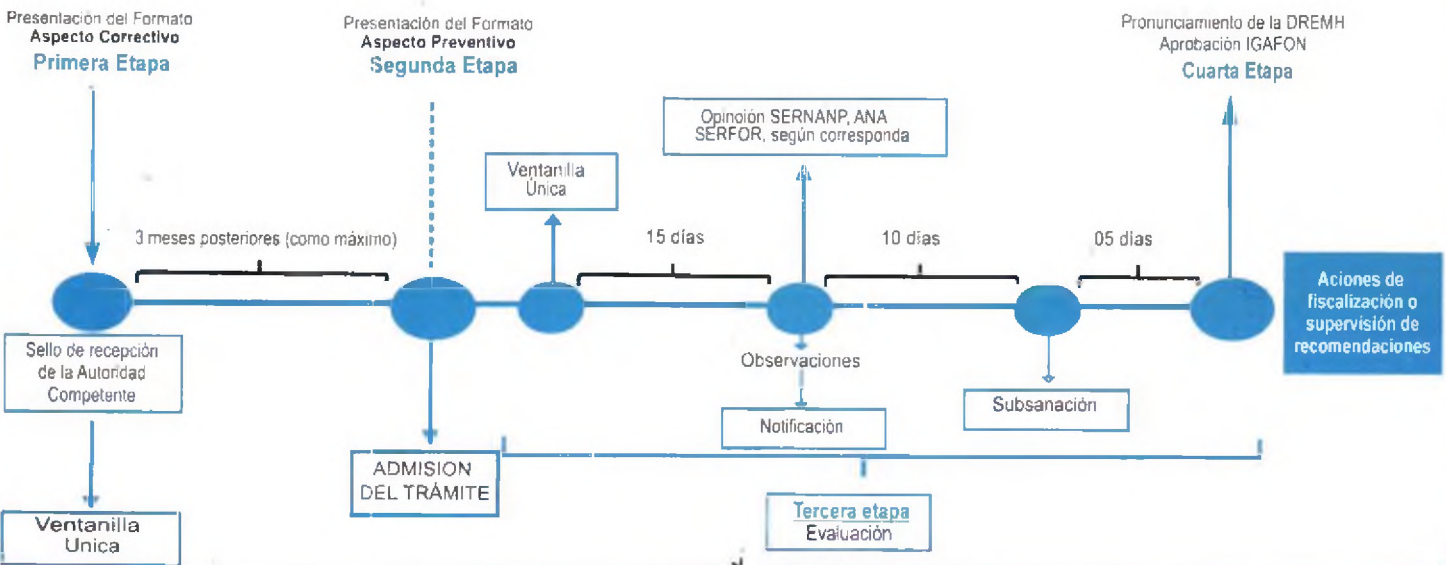 Presentación del Formato
Aspecto Correctivo
Primera Etapa
Presentación del Formato
Aspecto Preventivo
Segunda Etapa
Pronunciamiento de la DREMH
Aprobación IGAFON
Cuarta Etapa
Opinoión SERNANP, ANA
SERFOR, según corresponda
Ventanilla
Única
3 meses posteriores (como máximo)
15 días
10 días
05 días
Aciones de
fiscalización o
supervisión de
recomendaciones
Sello de recepción
de la Autoridad
Competente
Observaciones
Subsanación
Notificación
ADMISION
DEL TRÁMITE
Tercera etapa
Evaluación
Ventanilla
Unica